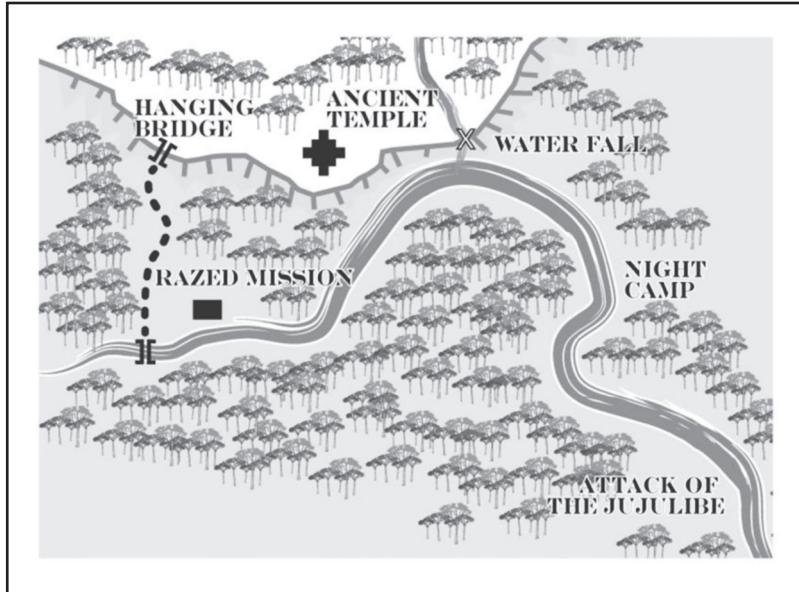 HANGING
BRIDGE
ANCIENT
TEMPLE
WATER FALL
RAZED MISSION
NIGHT
CAMP
ATTACK OF
THE JUJULIBE